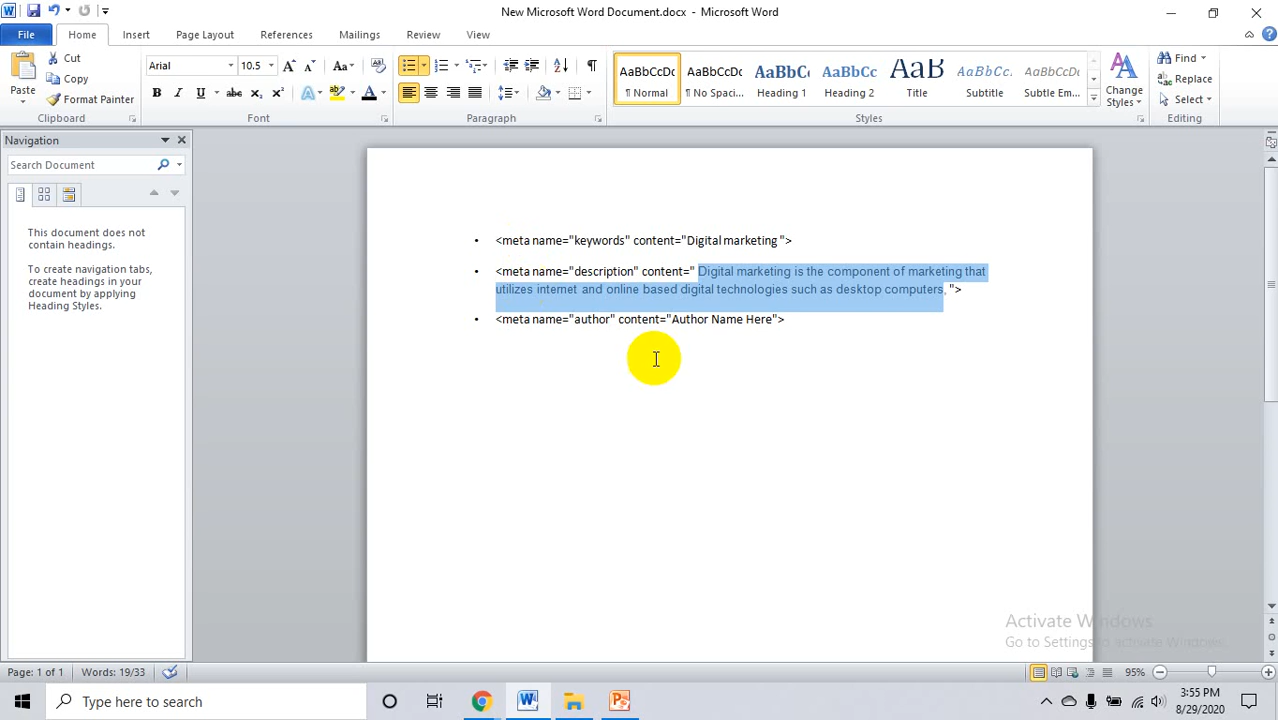 New Microsoft Word Document.docx - Microsoft Word
File Home Insert Page Layout References Mailings Review View
Paste
Cut
Copy
Format Painter
Clipboard
Arial 10.5
Font
Paragraph
AaBbCcDc AaBbCcDc AaBbC AaBbCc AaB AaBbCcL AaBbCcDc
¶ Normal ¶ No Spaci... Heading 1 Heading 2 Title Subtitle Subtle Em...
Change
Styles
Styles
Find
Replace
Select
Editing
Navigation
Search Document
This document does not
contain headings.
To create navigation tabs,
create headings in your
document by applying
Heading Styles.
• <meta name="keywords" content="Digital marketing ">
• <meta name="description" content=" Digital marketing is the component of marketing that
utilizes internet and online based digital technologies such as desktop computers, ">
• <meta name="author" content="Author Name Here">
Activate Windows
Go to Settings to activate Windows.
Page: 1 of 1 Words: 19/33 95%
Type here to search
3:55 PM
8/29/2020